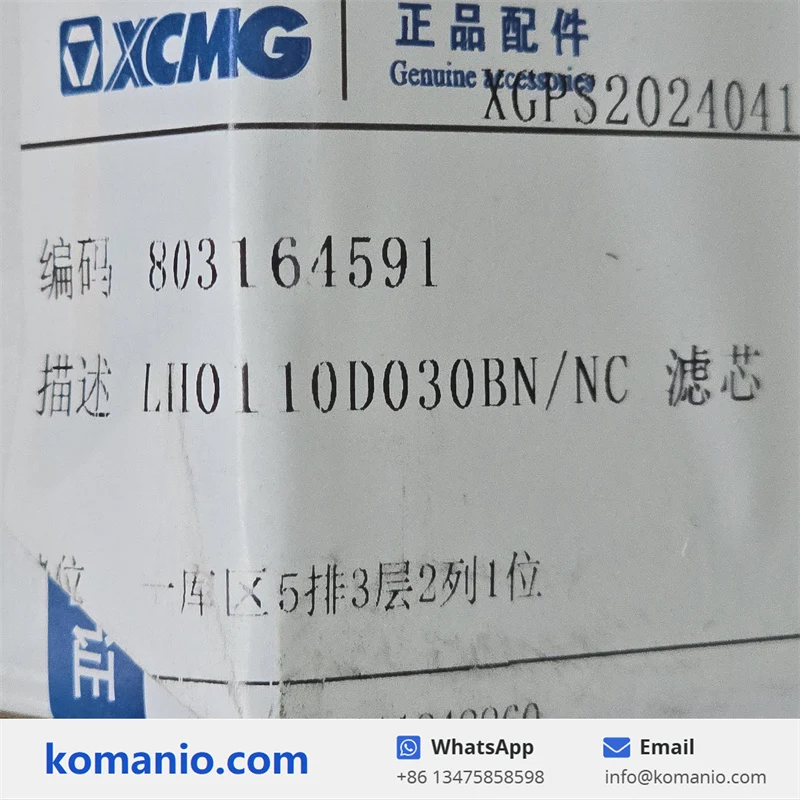 XCMG 正品配件
Genuine accessories
XGPS2024041
编码 803164591
描述 LH0110D030BN/NC 滤芯
位 一库区5排3层2列1位
证
komanio.com
WhatsApp
+86 13475858598
Email
info@komanio.com